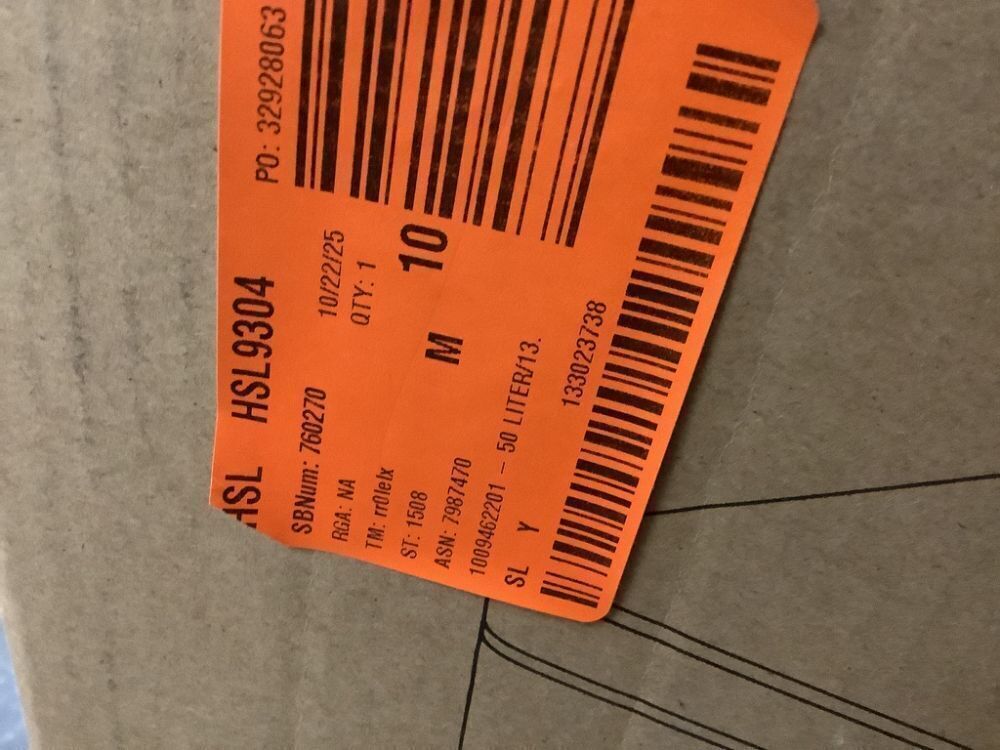 HSL HSL9304
SBNum: 760270 10/22/25 PO: 32928063
RGA: NA QTY: 1
TM: rr0lelx
ST: 1508 M 10
ASN: 7987470
1009462201 - 50 LITER/13.
SL Y
133023738